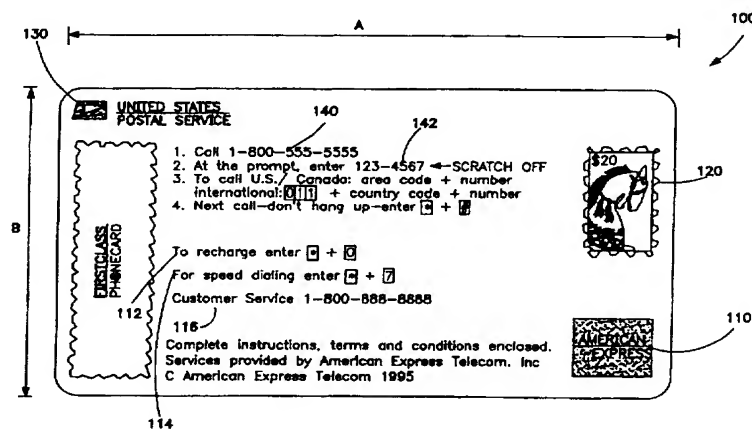 A
100
130
UNITED STATES
POSTAL SERVICE
140
142
1. Call 1-800-555-5555
2. At the prompt, enter 123-4567 ← SCRATCH OFF
3. To call U.S./ Canada: area code + number
international: 011 + country code + number
4. Next call-don't hang up-enter * + #
$20
120
B
FIRSTCLASS
PHONECARD
To recharge enter * + 0
112
For speed dialing enter * + 7
Customer Service 1-800-888-8888
116
110
AMERICAN
EXPRESS
Complete instructions, terms and conditions enclosed.
Services provided by American Express Telecom. Inc
C American Express Telecom 1995
114